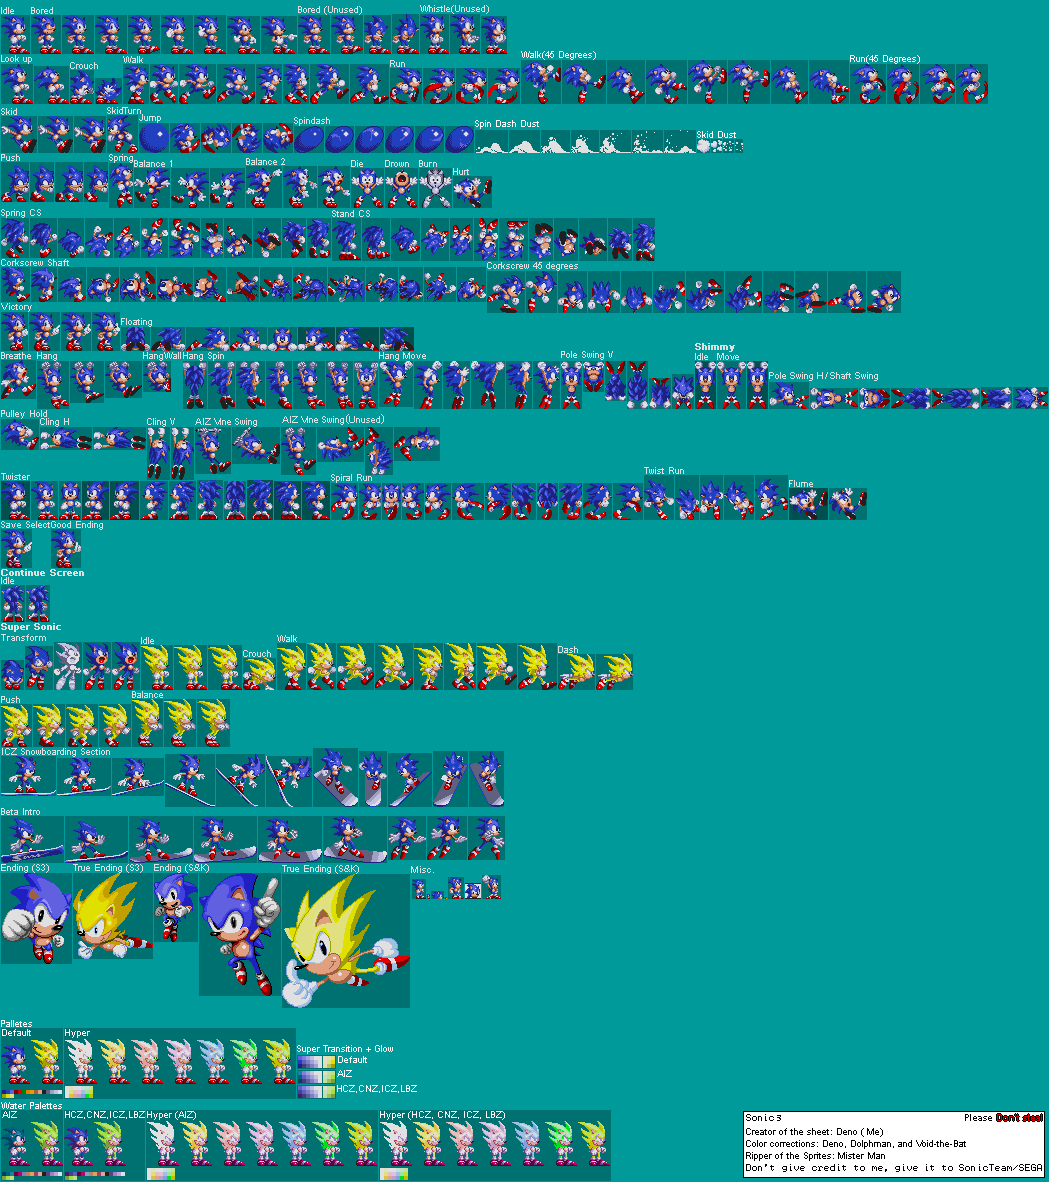 Idle Bored Bored (Unused) Whistle(Unused)
Look up Crouch Walk Run Walk(45 Degrees) Run(45 Degrees)
Skid SkidTurn Jump Spindash Spin Dash Dust Skid Dust
Push Spring Balance 1 Balance 2 Die Drown Burn Hurt
Spring CS Stand CS
Corkscrew Shaft Corkscrew 45 degrees
Victory Floating
Shimmy
Breathe Hang HangWall Hang Spin Hang Move Pole Swing V Idle Move Pole Swing H/Shaft Swing
Pulley Hold Cling H Cling V AIZ Vine Swing AIZ Vine Swing(Unused)
Twister Spiral Run Twist Run Flume
Save Select Good Ending
Continue Screen
Idle
Super Sonic
Transform Idle Crouch Walk Dash
Push Balance
ICZ Snowboarding Section
Beta Intro
Sonic
Ending (S3) True Ending (S3) Ending (S&K) True Ending (S&K) Misc.
Palletes
Default Hyper Super Transition + Glow
Default
AIZ
HCZ,CNZ,ICZ,LBZ
Water Palettes
AIZ HCZ,CNZ,ICZ,LBZ Hyper (AIZ) Hyper (HCZ, CNZ, ICZ, LBZ)
Sonic 3 Please Don't steal
Creator of the sheet: Deno ( Me)
Color corrections: Deno, Dolphman, and Void-the-Bat
Ripper of the Sprites: Mister Man
Don't give credit to me, give it to SonicTeam/SEGA